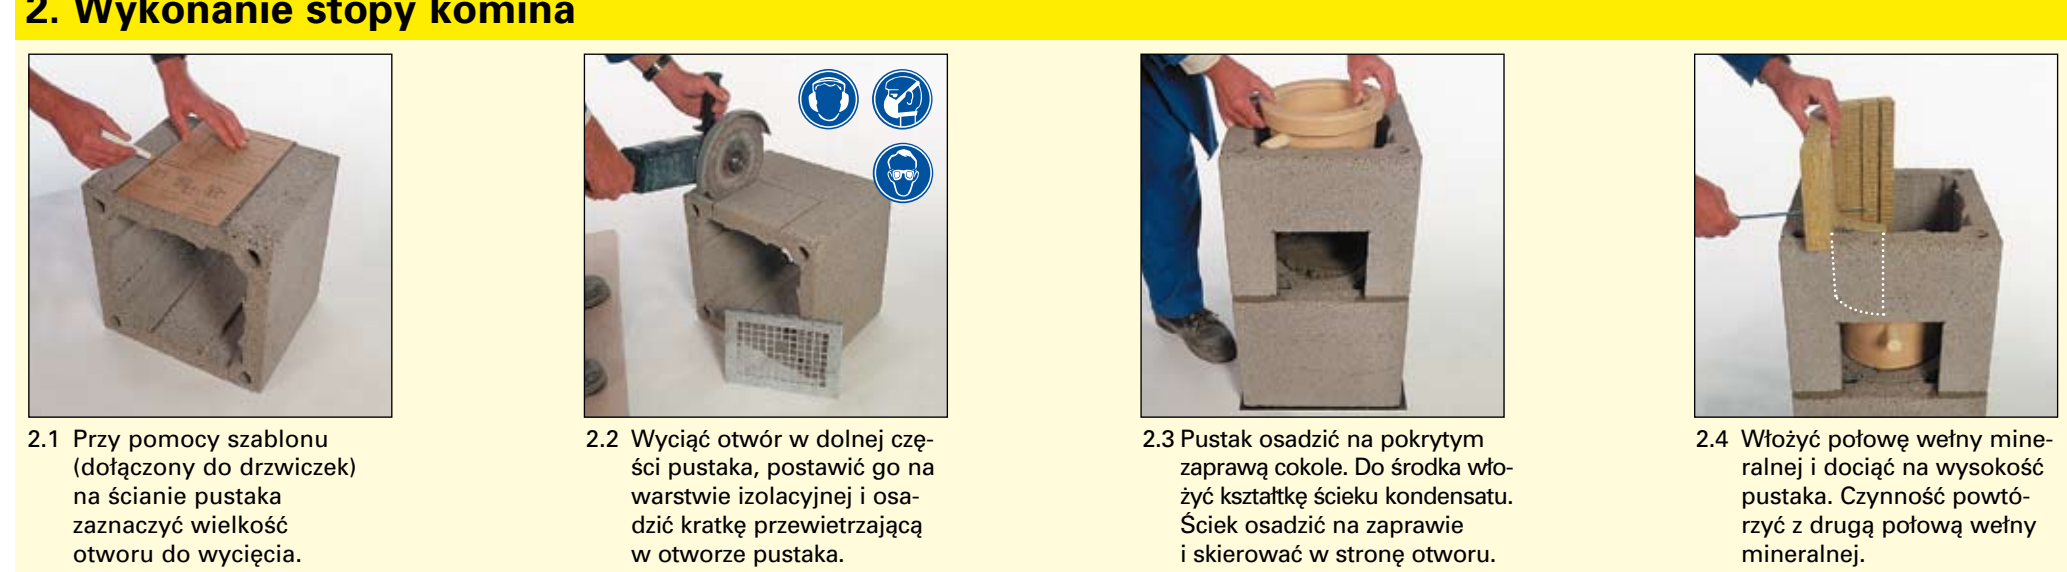 2. Wykonanie stopy komina
2.1 Przy pomocy szablonu
(dołączony do drzwiczek)
na ścianie pustaka
zaznaczyć wielkość
otworu do wycięcia.
2.2 Wyciąć otwór w dolnej czę-
ści pustaka, postawić go na
warstwie izolacyjnej i osa-
dzić kratkę przewietrzającą
w otworze pustaka.
2.3 Pustak osadzić na pokrytym
zaprawą cokole. Do środka wło-
żyć kształtkę ścieku kondensatu.
Ściek osadzić na zaprawie
i skierować w stronę otworu.
2.4 Włożyć połowę wełny mine-
ralnej i dociąć na wysokość
pustaka. Czynność powtó-
rzyć z drugą połową wełny
mineralnej.